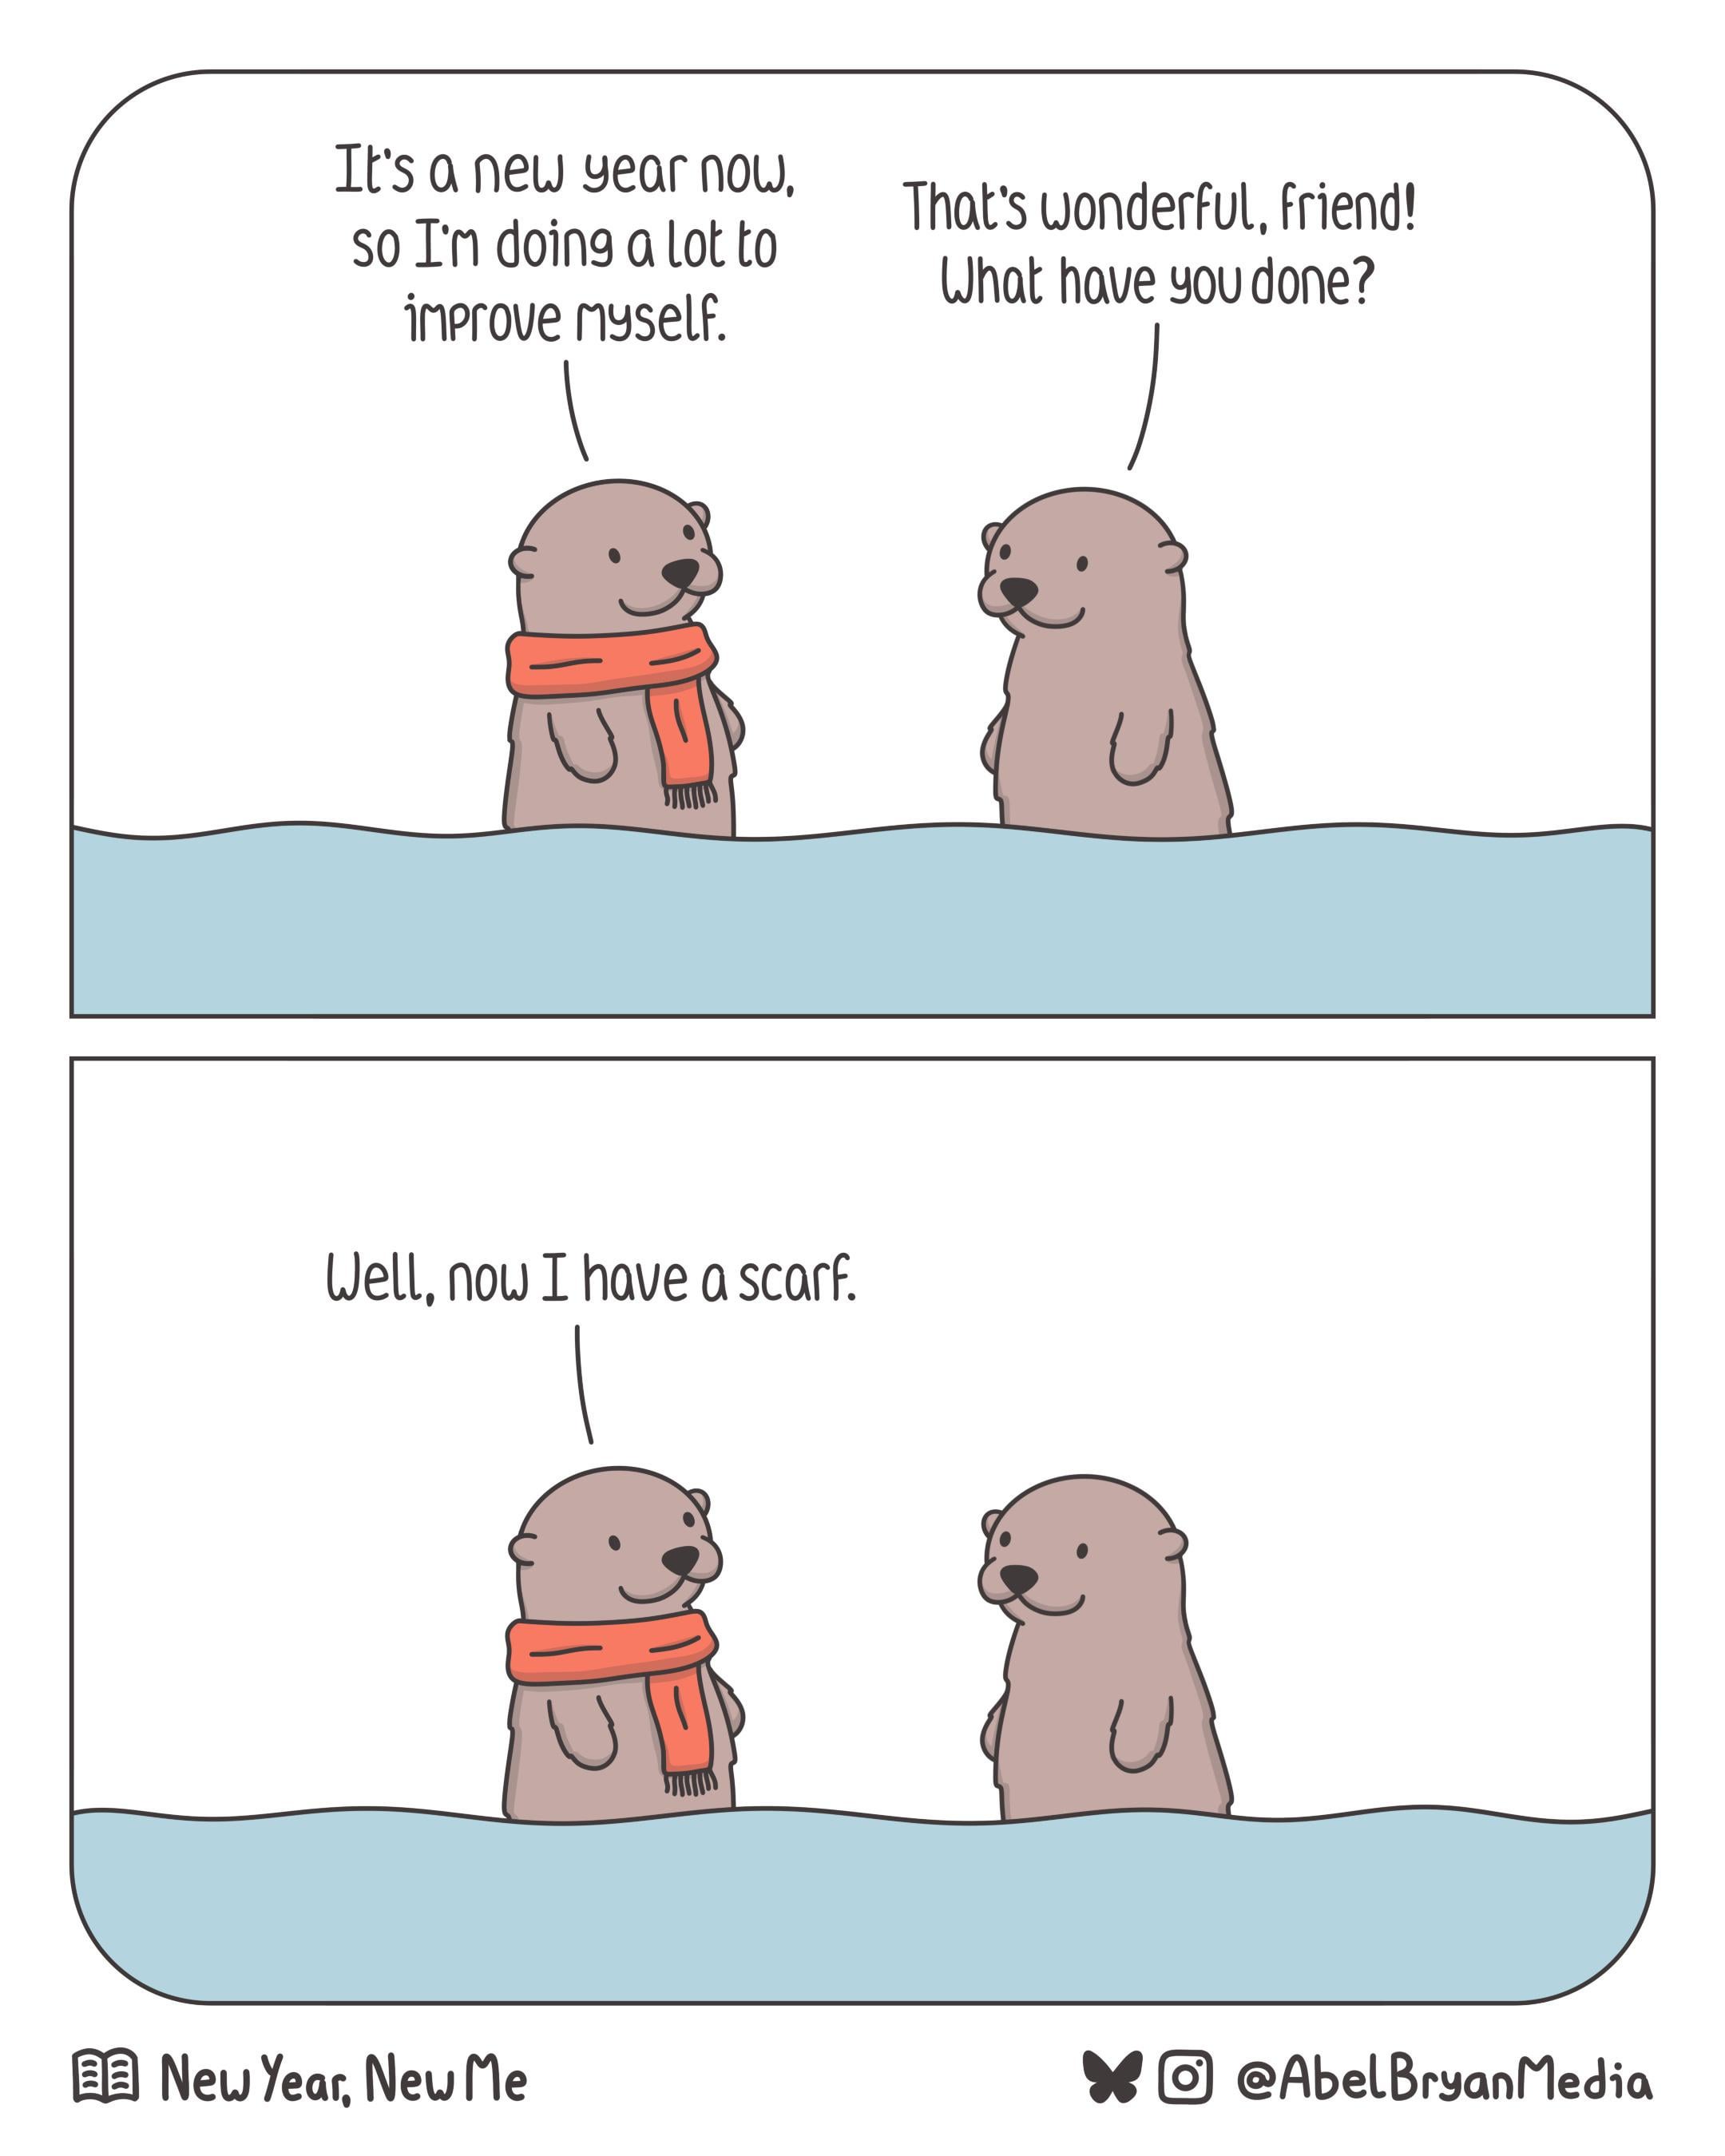 It's a new year now,
so I'm doing a lot to
improve myself.
That's wonderful, friend!
What have you done?
Well, now I have a scarf.
New Year, New Me
@AbelBryanMedia